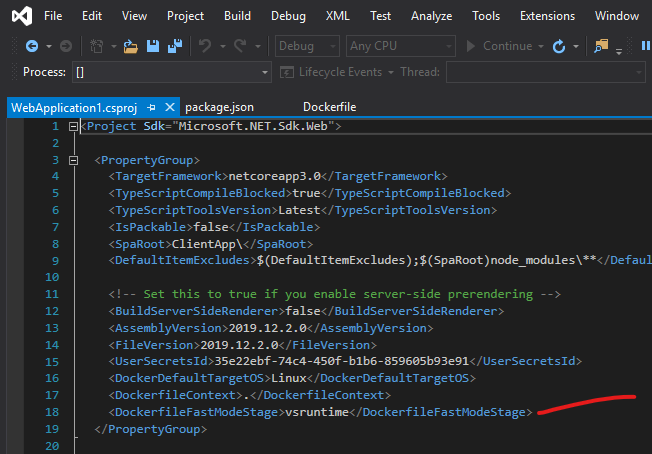 File Edit View Project Build Debug XML Test Analyze Tools Extensions Window
Debug Any CPU Continue
Process: [] Lifecycle Events Thread:
WebApplication1.csproj package.json Dockerfile
1 <Project Sdk="Microsoft.NET.Sdk.Web">
2
3 <PropertyGroup>
4 <TargetFramework>netcoreapp3.0</TargetFramework>
5 <TypeScriptCompileBlocked>true</TypeScriptCompileBlocked>
6 <TypeScriptToolsVersion>Latest</TypeScriptToolsVersion>
7 <IsPackable>false</IsPackable>
8 <SpaRoot>ClientApp\</SpaRoot>
9 <DefaultItemExcludes>$(DefaultItemExcludes);$(SpaRoot)node_modules\**</Defau
10
11 <!-- Set this to true if you enable server-side prerendering -->
12 <BuildServerSideRenderer>false</BuildServerSideRenderer>
13 <AssemblyVersion>2019.12.2.0</AssemblyVersion>
14 <FileVersion>2019.12.2.0</FileVersion>
15 <UserSecretsId>35e22ebf-74c4-450f-b1b6-859605b93e91</UserSecretsId>
16 <DockerDefaultTargetOS>Linux</DockerDefaultTargetOS>
17 <DockerfileContext>.</DockerfileContext>
18 <DockerfileFastModeStage>vsruntime</DockerfileFastModeStage>
19 </PropertyGroup>
20